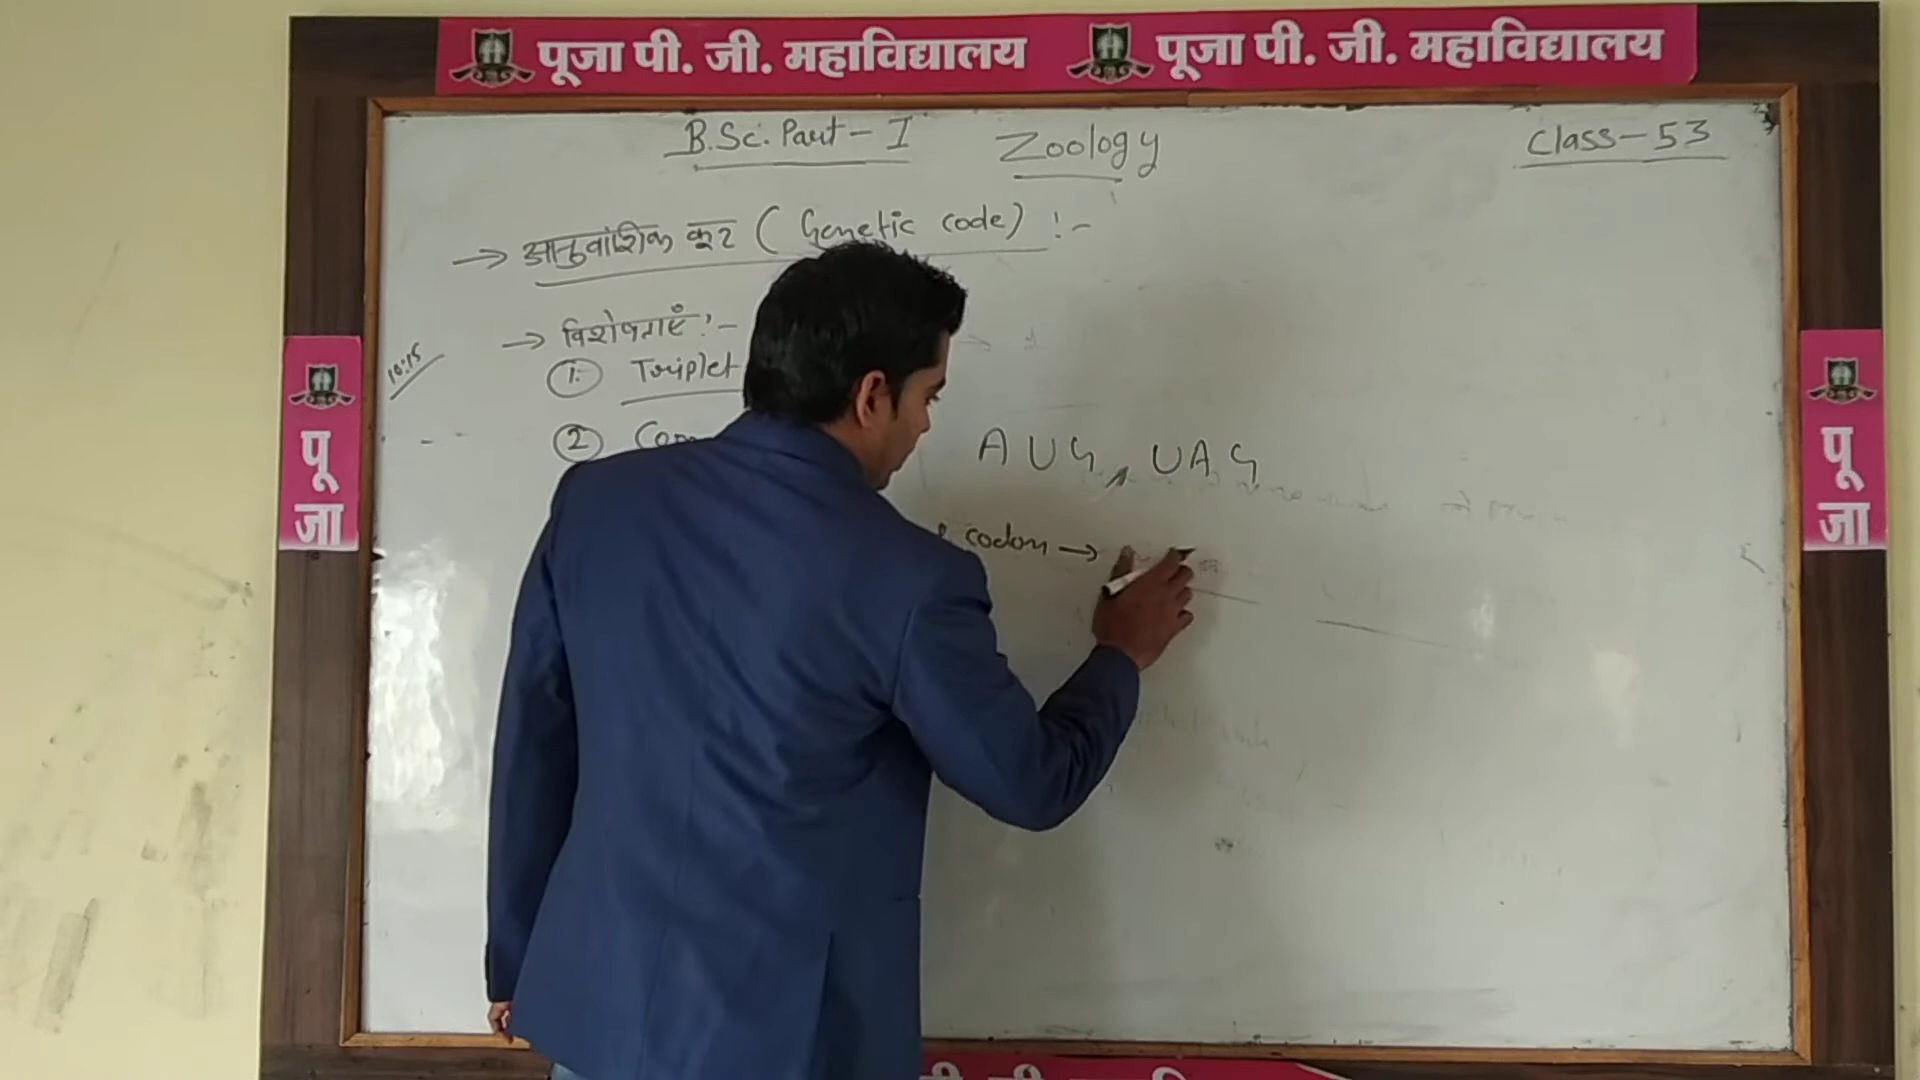 पूजा पी. जी. महाविद्यालय पूजा पी. जी. महाविद्यालय
B.Sc. Part - I Zoology Class - 53
→ आनुवांशिक कूट ( Genetic code) :-
→ विशेषताएँ :-
10:15
① Triplet
②
AUG, UAG
codon →
पूजा
पूजा